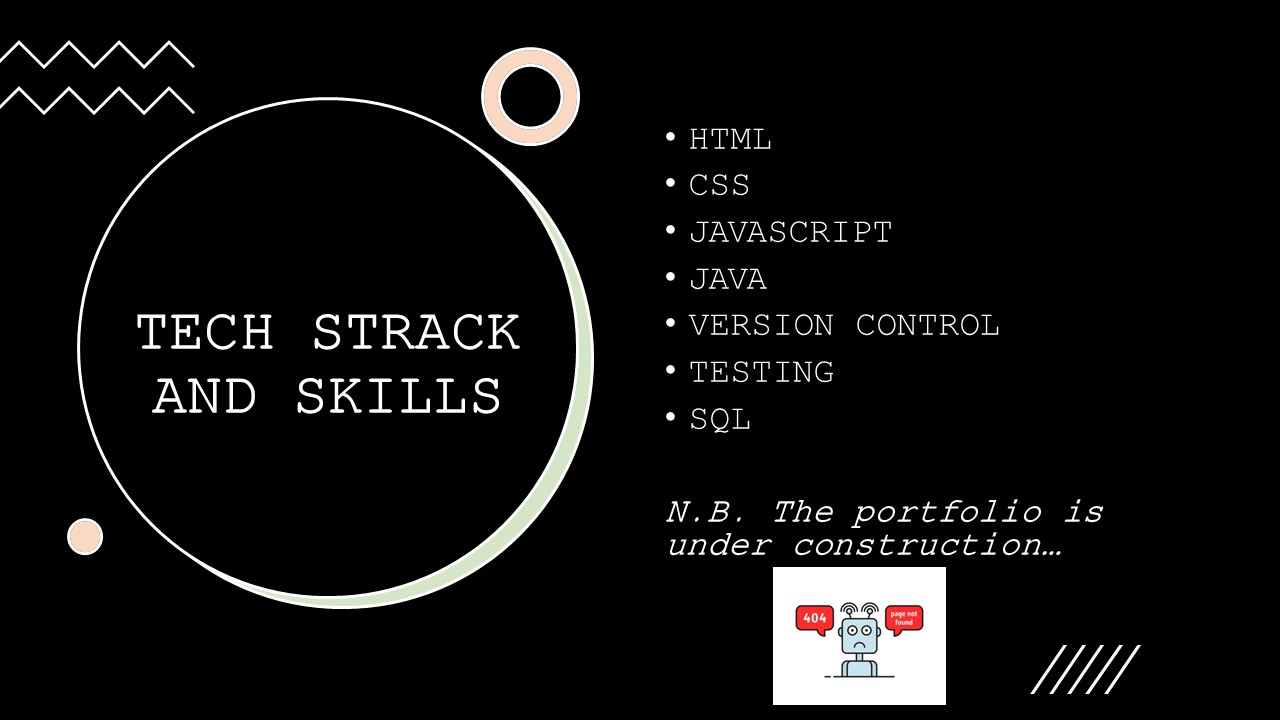 TECH STRACK
AND SKILLS
• HTML
• CSS
• JAVASCRIPT
• JAVA
• VERSION CONTROL
• TESTING
• SQL
N.B. The portfolio is
under construction…
404
page not
found